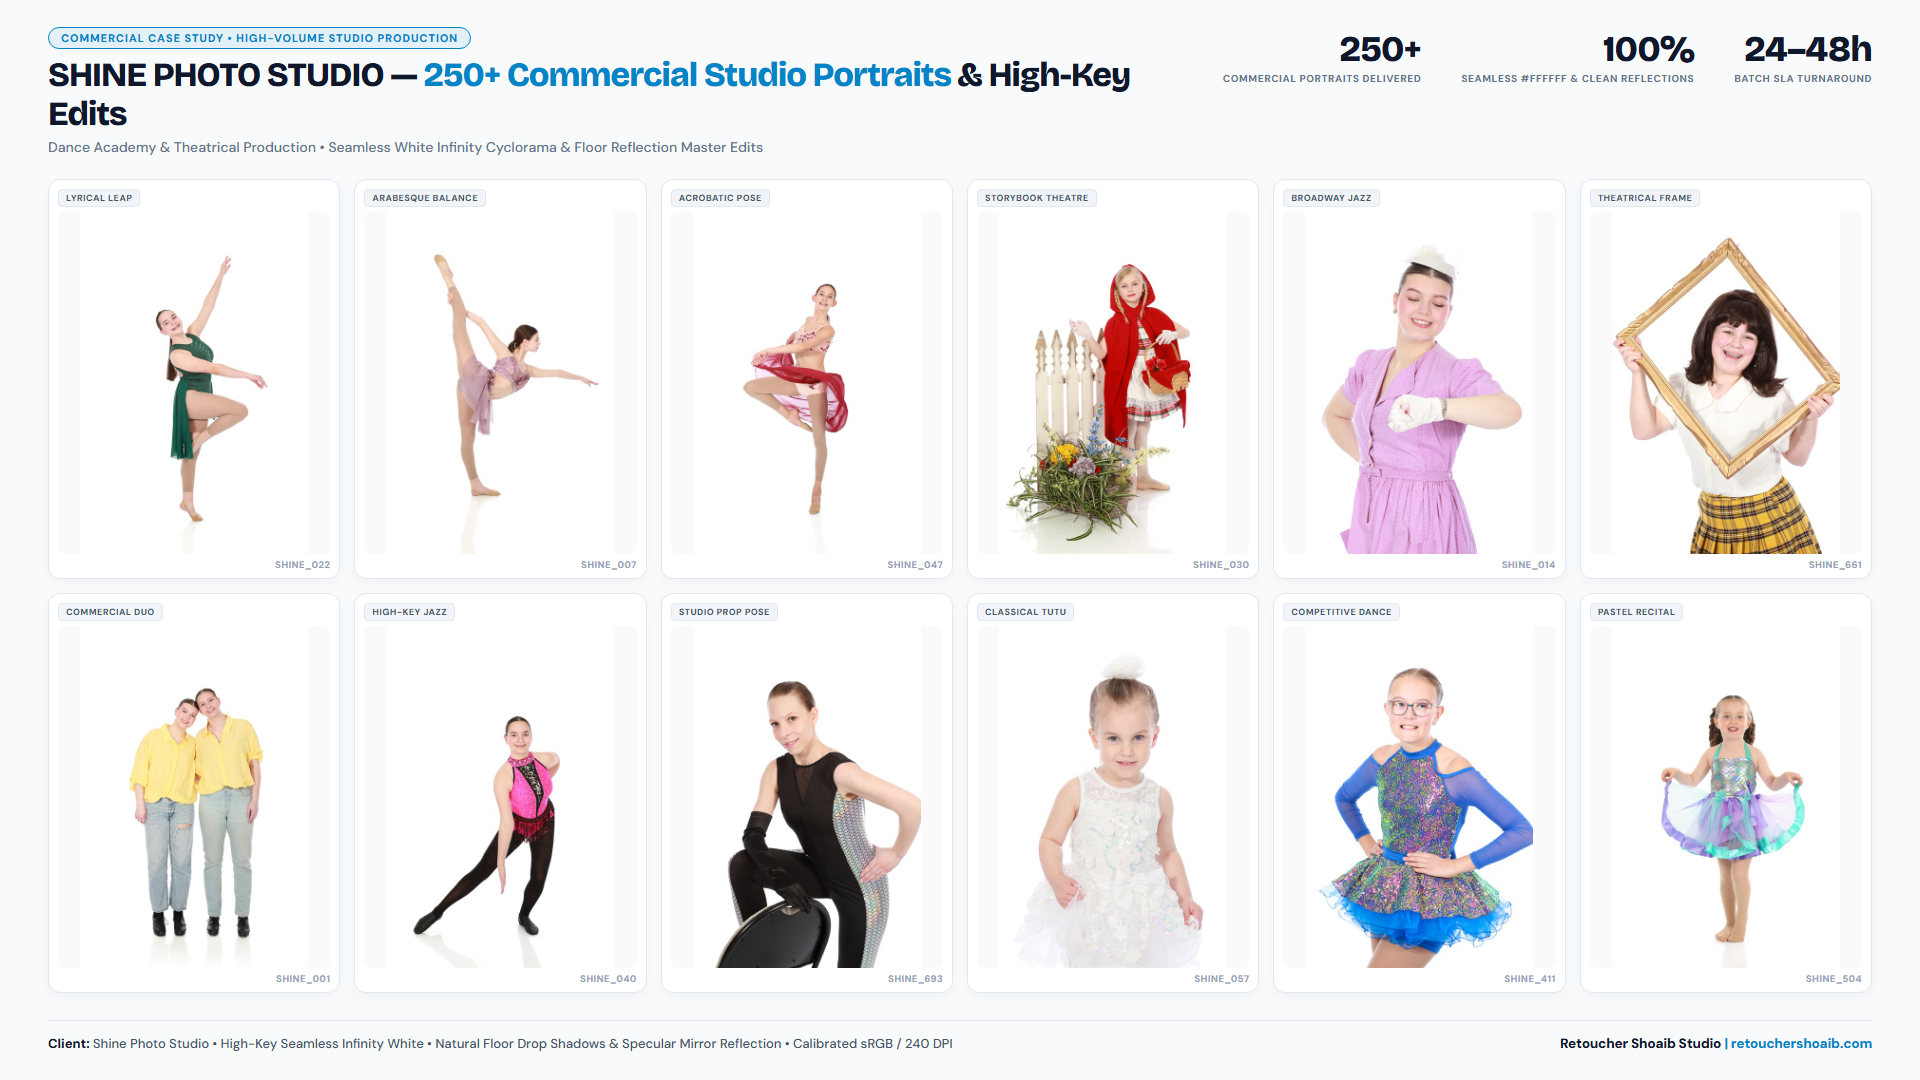 COMMERCIAL CASE STUDY • HIGH-VOLUME STUDIO PRODUCTION
SHINE PHOTO STUDIO — 250+ Commercial Studio Portraits & High-Key
Edits
Dance Academy & Theatrical Production • Seamless White Infinity Cyclorama & Floor Reflection Master Edits
250+
COMMERCIAL PORTRAITS DELIVERED
100%
SEAMLESS #FFFFFF & CLEAN REFLECTIONS
24–48h
BATCH SLA TURNAROUND
LYRICAL LEAP
SHINE_022
ARABESQUE BALANCE
SHINE_007
ACROBATIC POSE
SHINE_047
STORYBOOK THEATRE
SHINE_030
BROADWAY JAZZ
SHINE_014
THEATRICAL FRAME
SHINE_661
COMMERCIAL DUO
SHINE_001
HIGH-KEY JAZZ
SHINE_040
STUDIO PROP POSE
SHINE_693
CLASSICAL TUTU
SHINE_057
COMPETITIVE DANCE
SHINE_411
PASTEL RECITAL
SHINE_504
Client: Shine Photo Studio • High-Key Seamless Infinity White • Natural Floor Drop Shadows & Specular Mirror Reflection • Calibrated sRGB / 240 DPI
Retoucher Shoaib Studio | retouchershoaib.com